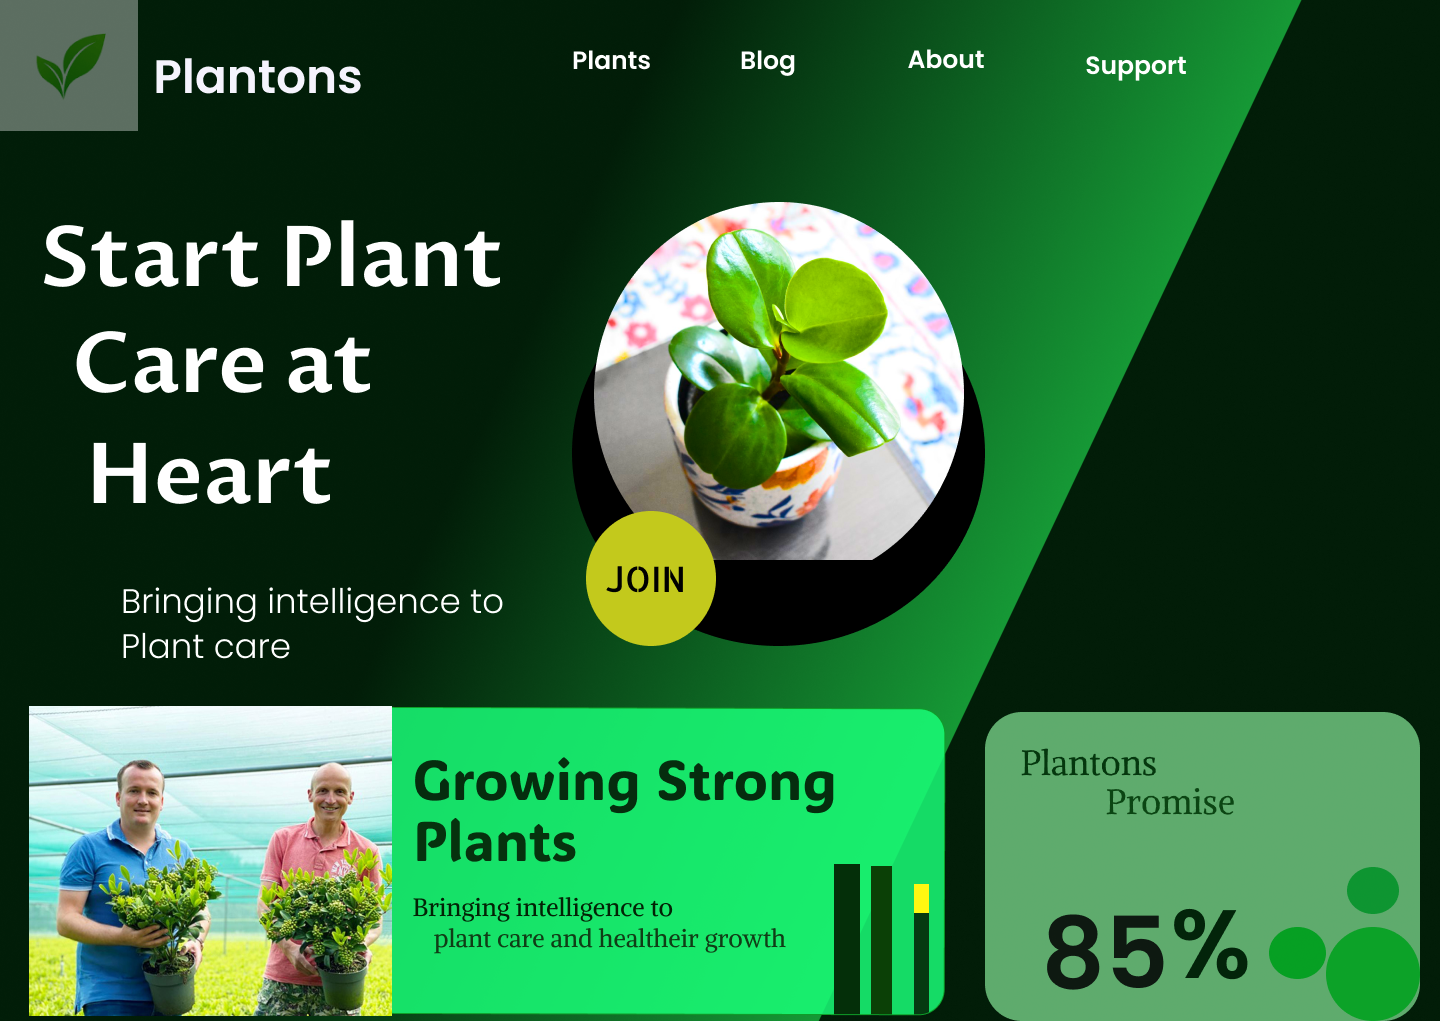 Plantons
Plants
Blog
About
Support
Start Plant
Care at
Heart
Bringing intelligence to
Plant care
JOIN
Growing Strong
Plants
Bringing intelligence to
plant care and healtheir growth
Plantons
Promise
85%